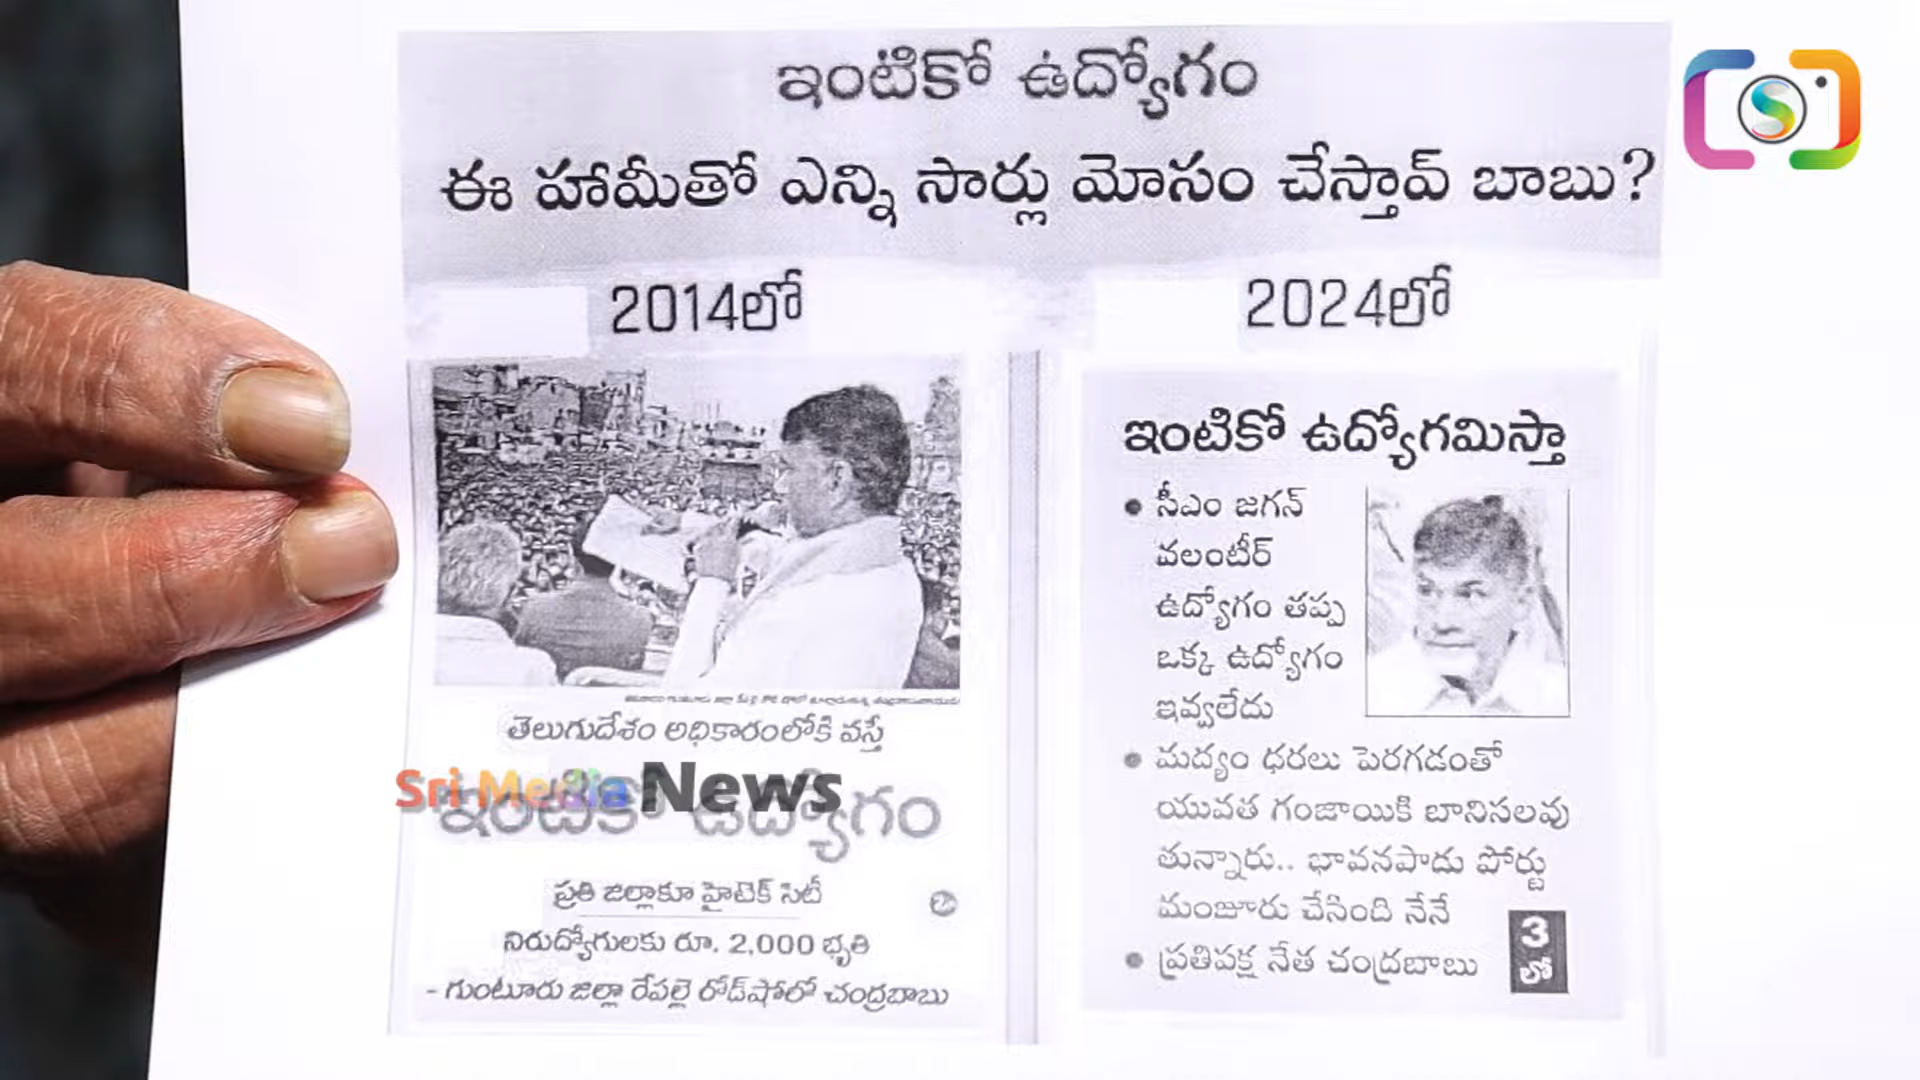 ఇంటికో ఉద్యోగం
ఈ హామీతో ఎన్ని సార్లు మోసం చేస్తావ్ బాబు?
2014లో
తెలుగుదేశం అధికారంలోకి వస్తే
Sri Media News
ఇంటికో ఉద్యోగం
ప్రతి జిల్లాకూ హైటెక్ సిటీ
నిరుద్యోగులకు రూ. 2,000 భృతి
- గుంటూరు జిల్లా రేపల్లె రోడ్‌షోలో చంద్రబాబు
2024లో
ఇంటికో ఉద్యోగమిస్తా
• సీఎం జగన్
వలంటీర్
ఉద్యోగం తప్ప
ఒక్క ఉద్యోగం
ఇవ్వలేదు
• మద్యం ధరలు పెరగడంతో
యువత గంజాయికి బానిసలవు
తున్నారు.. భావనపాడు పోర్టు
మంజూరు చేసింది నేనే
• ప్రతిపక్ష నేత చంద్రబాబు
3
లో